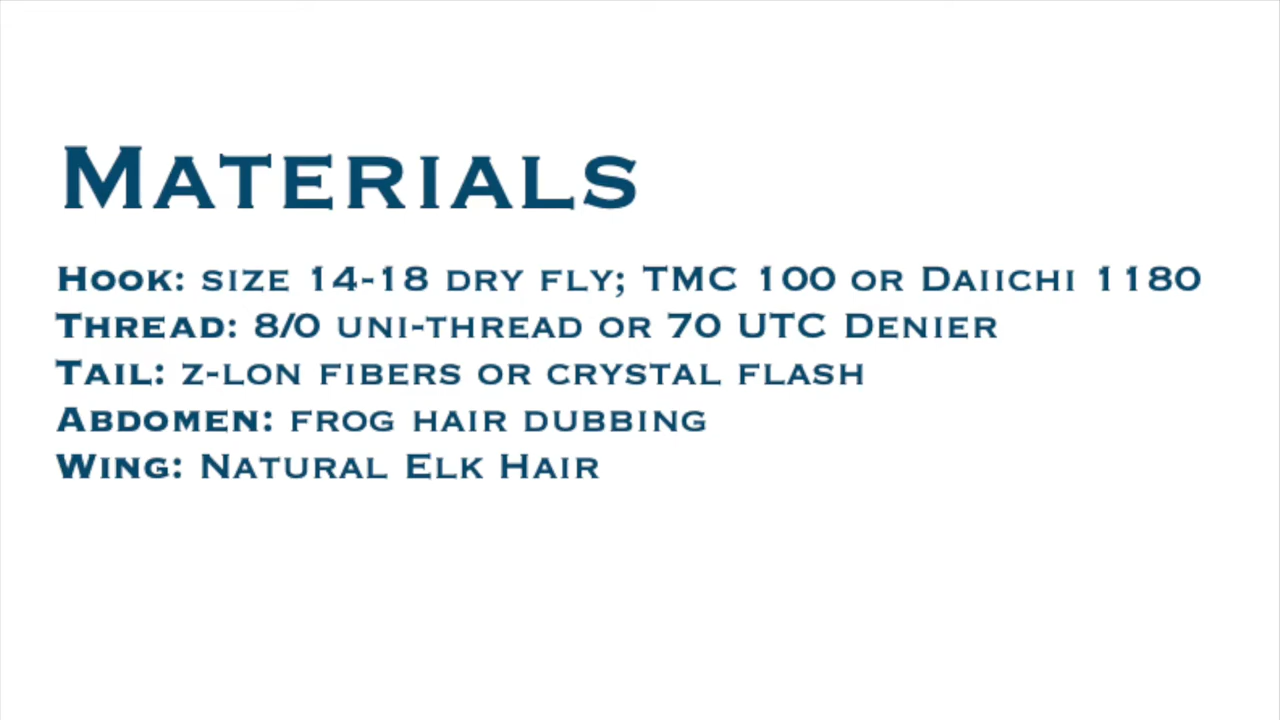 Materials
Hook: size 14-18 dry fly; TMC 100 or Daiichi 1180
Thread: 8/0 uni-thread or 70 UTC Denier
Tail: z-lon fibers or crystal flash
Abdomen: frog hair dubbing
Wing: Natural Elk Hair